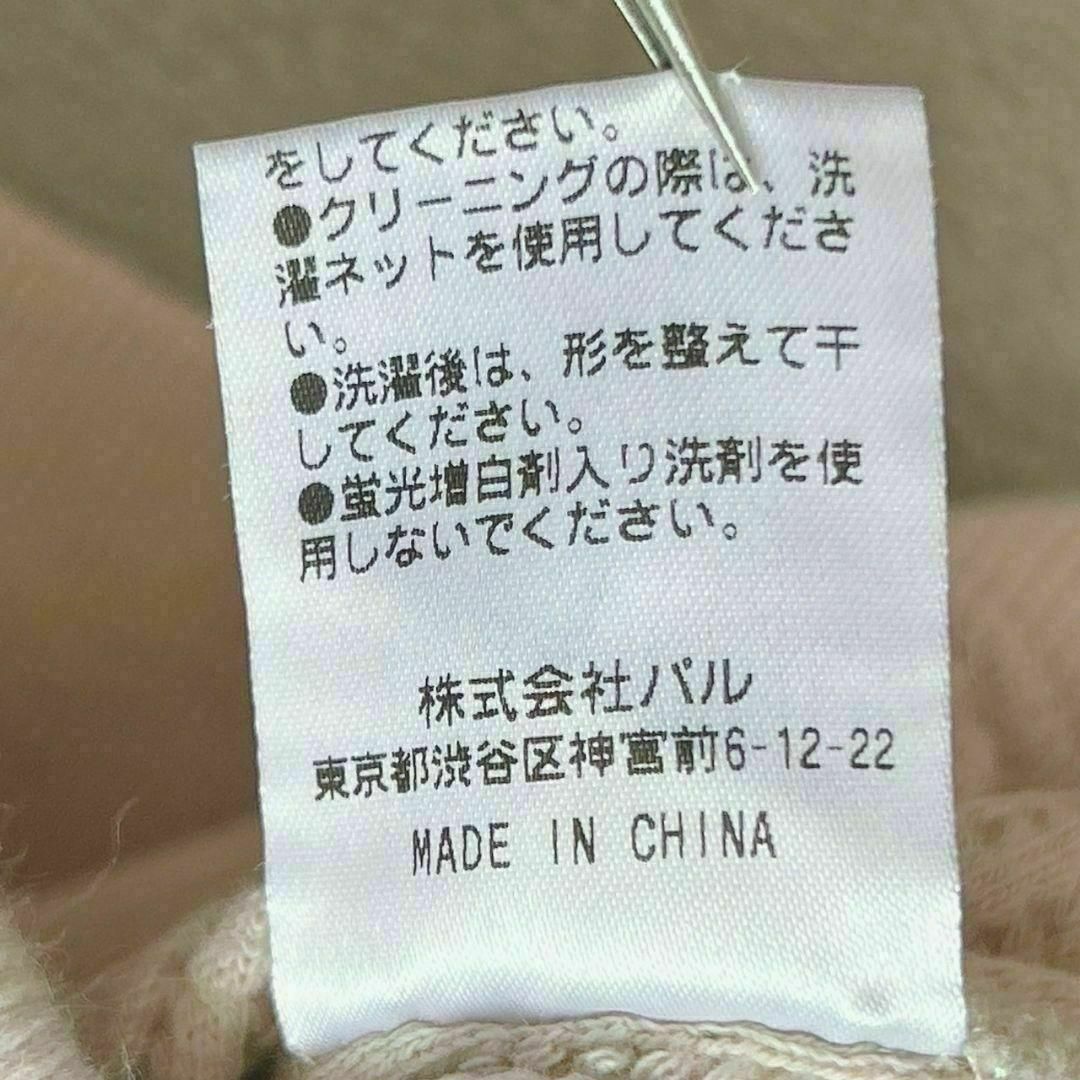 をしてください。
●クリーニングの際は、洗
濯ネットを使用してくださ
い。
●洗濯後は、形を整えて干
してください。
●蛍光増白剤入り洗剤を使
用しないでください。
株式会社パル
東京都渋谷区神宮前6-12-22
MADE IN CHINA